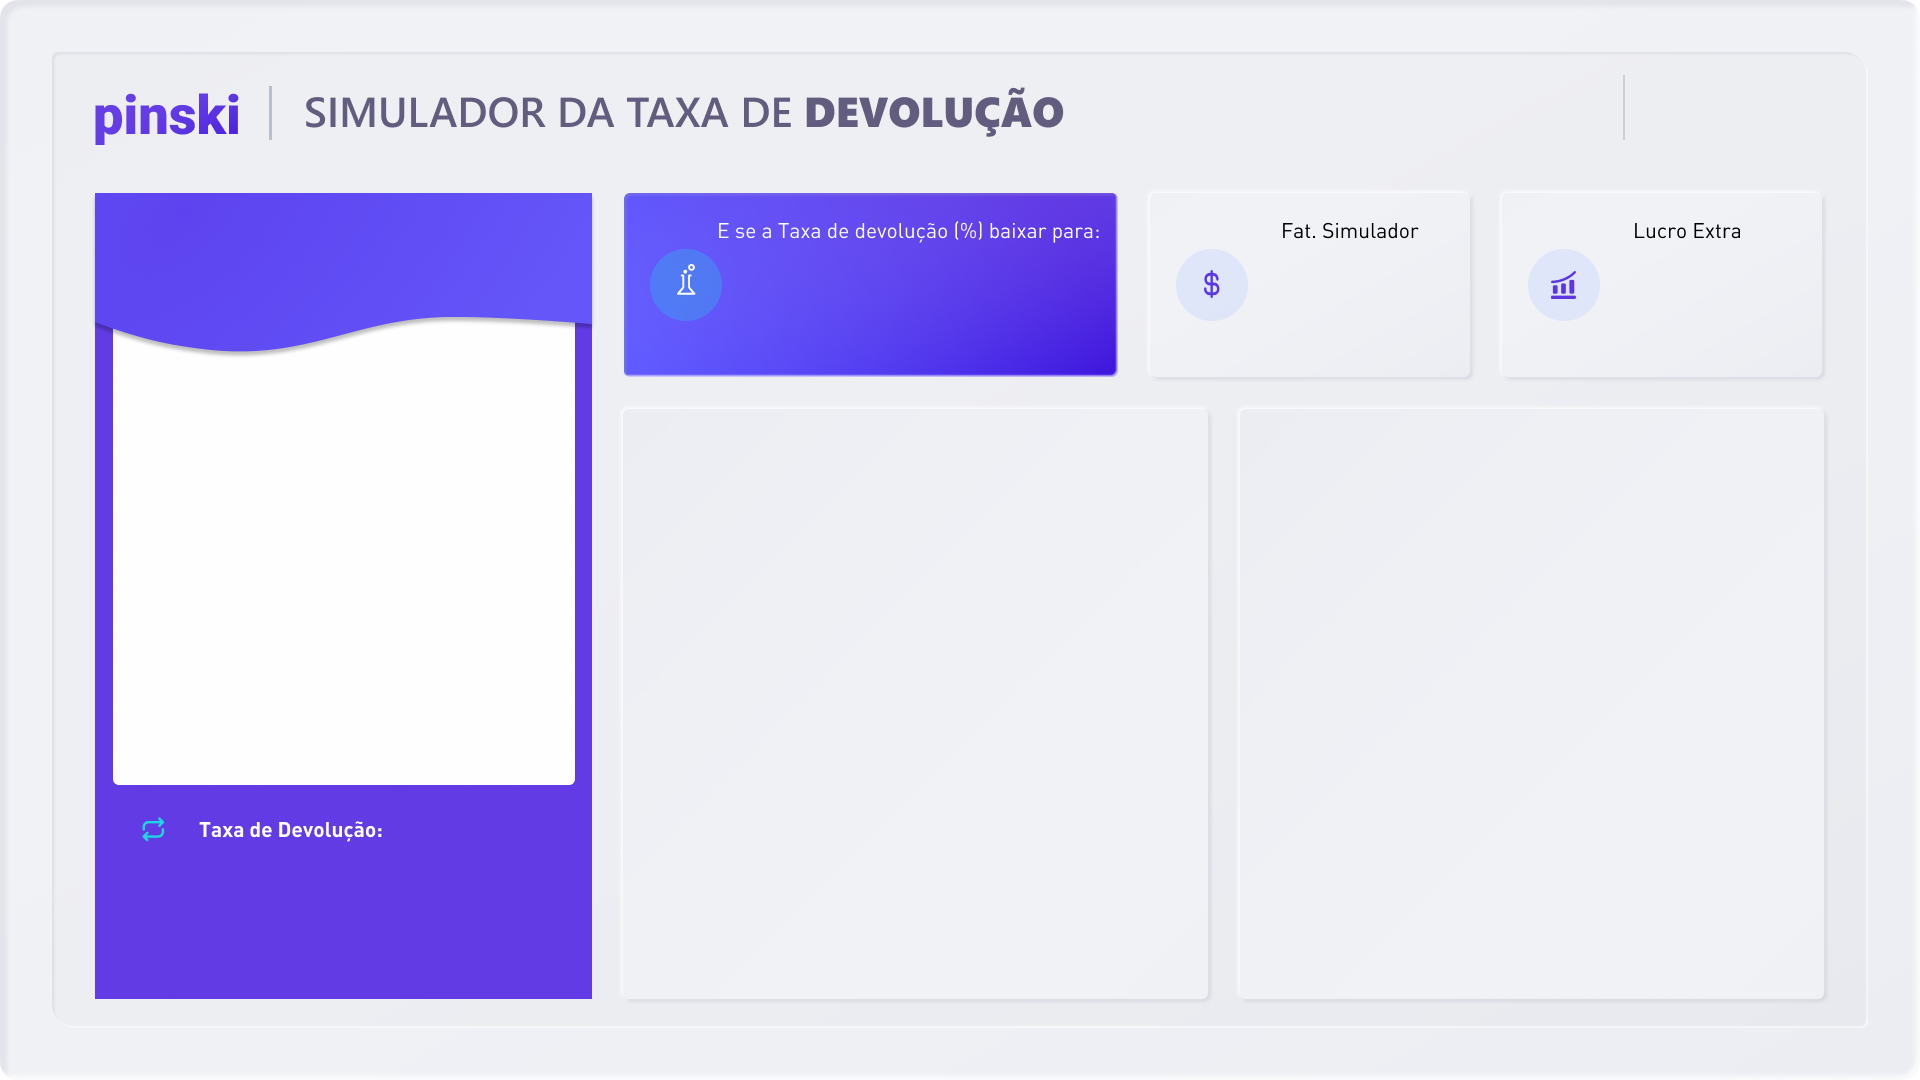 pinski
SIMULADOR DA TAXA DE DEVOLUÇÃO
E se a Taxa de devolução (%) baixar para:
Fat. Simulador
$
Lucro Extra
Taxa de Devolução: